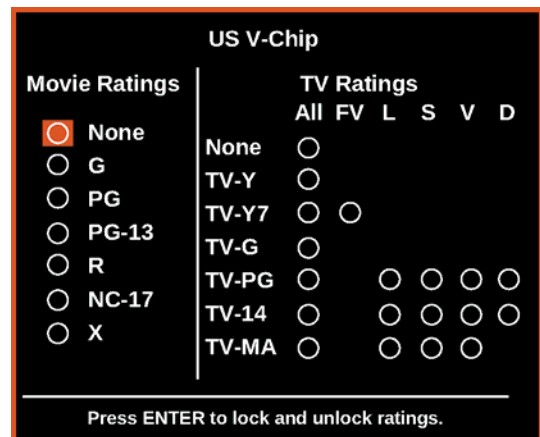 US V-Chip
Movie Ratings
None
G
PG
PG-13
R
NC-17
X
TV Ratings
All FV L S V D
None
TV-Y
TV-Y7
TV-G
TV-PG
TV-14
TV-MA
Press ENTER to lock and unlock ratings.